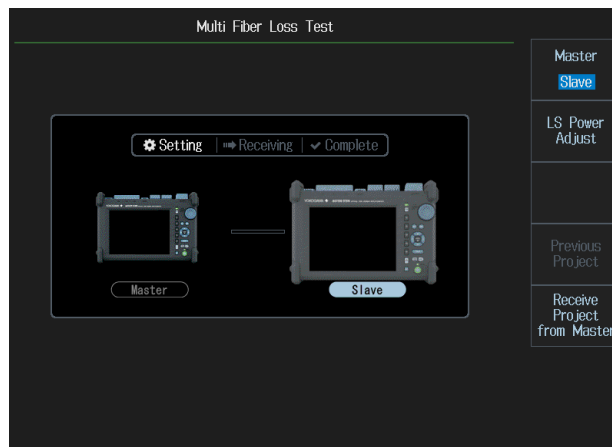 Multi Fiber Loss Test
Master
Slave
LS Power
Adjust
Setting
Receiving
Complete
YOKOGAWA
Master
Slave
Previous
Project
Receive
Project
from Master